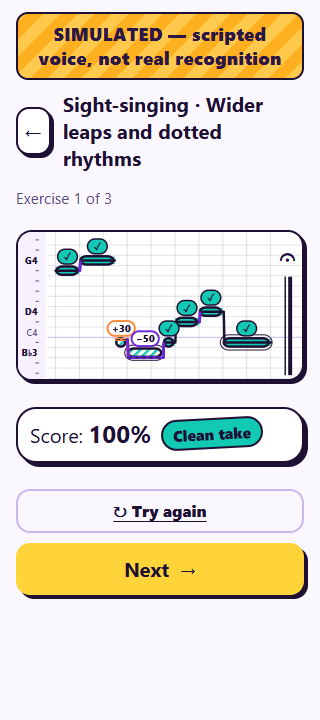 SIMULATED — scripted
voice, not real recognition
←
Sight-singing · Wider
leaps and dotted
rhythms
Exercise 1 of 3
G4
D4
C4
B♭3
✓
✓
+30
−50
✓
✓
✓
✓
Score: 100% Clean take
↻ Try again
Next →